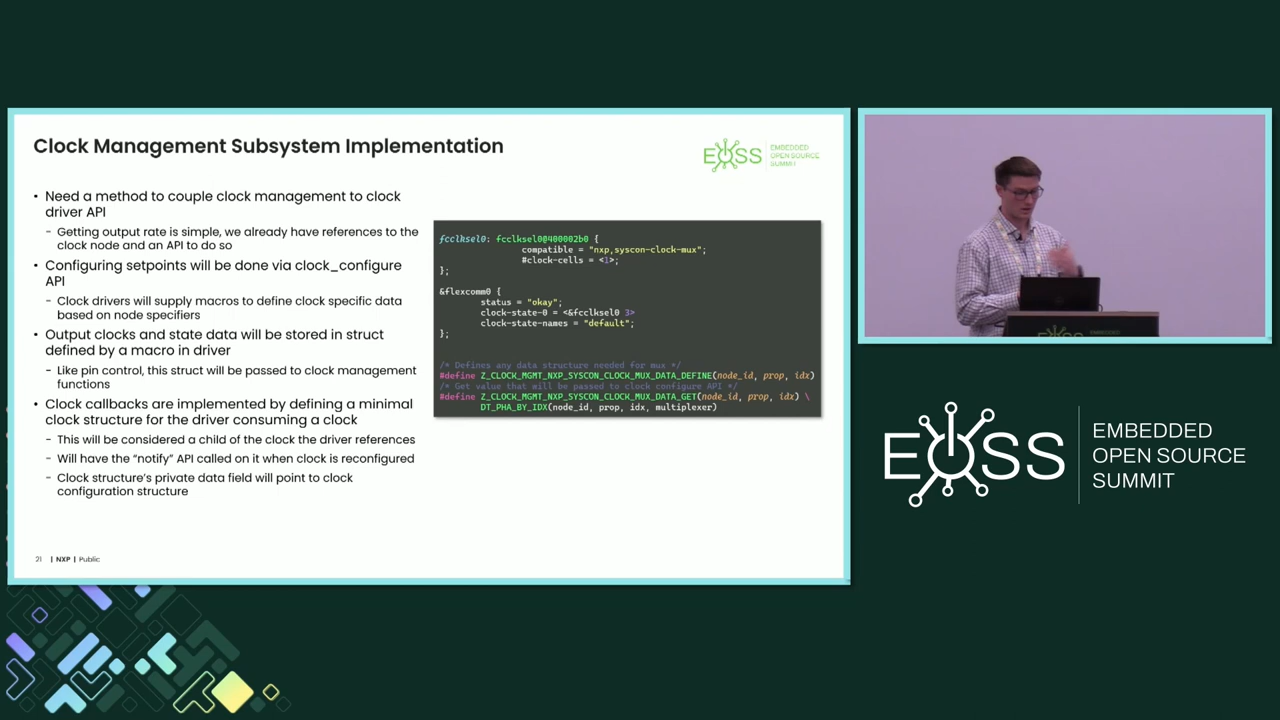 Clock Management Subsystem Implementation
EOSS EMBEDDED
OPEN SOURCE
SUMMIT
• Need a method to couple clock management to clock
driver API
- Getting output rate is simple, we already have references to the
clock node and an API to do so
• Configuring setpoints will be done via clock_configure
API
- Clock drivers will supply macros to define clock specific data
based on node specifiers
• Output clocks and state data will be stored in struct
defined by a macro in driver
- Like pin control, this struct will be passed to clock management
functions
• Clock callbacks are implemented by defining a minimal
clock structure for the driver consuming a clock
- This will be considered a child of the clock the driver references
- Will have the “notify” API called on it when clock is reconfigured
- Clock structure's private data field will point to clock
configuration structure
fcclksel0: fcclksel0@400002b0 {
compatible = "nxp,syscon-clock-mux";
#clock-cells = <1>;
};
&flexcomm0 {
status = "okay";
clock-state-0 = <&fcclksel0 3>
clock-state-names = "default";
};
/* Defines any data structure needed for mux */
#define Z_CLOCK_MGMT_NXP_SYSCON_CLOCK_MUX_DATA_DEFINE(node_id, prop, idx)
/* Get value that will be passed to clock configure API */
#define Z_CLOCK_MGMT_NXP_SYSCON_CLOCK_MUX_DATA_GET(node_id, prop, idx) \
DT_PHA_BY_IDX(node_id, prop, idx, multiplexer)
21 | NXP | Public
EOSS
EMBEDDED
OPEN SOURCE
SUMMIT